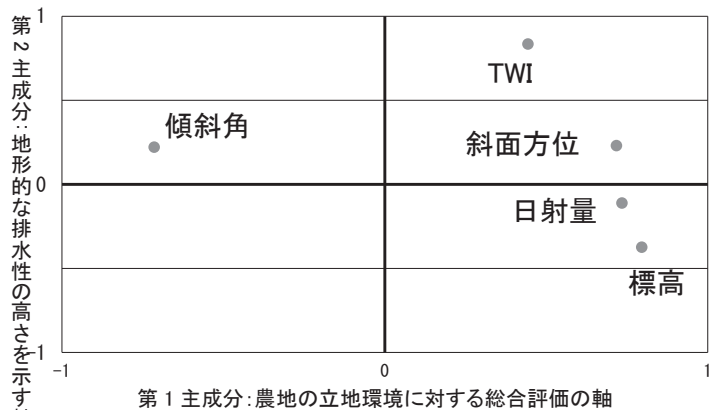 第2主成分:地形的な排水性の高さを示す
1
0
-1
TWI
傾斜角
斜面方位
日射量
標高
-1
0
1
第1主成分:農地の立地環境に対する総合評価の軸